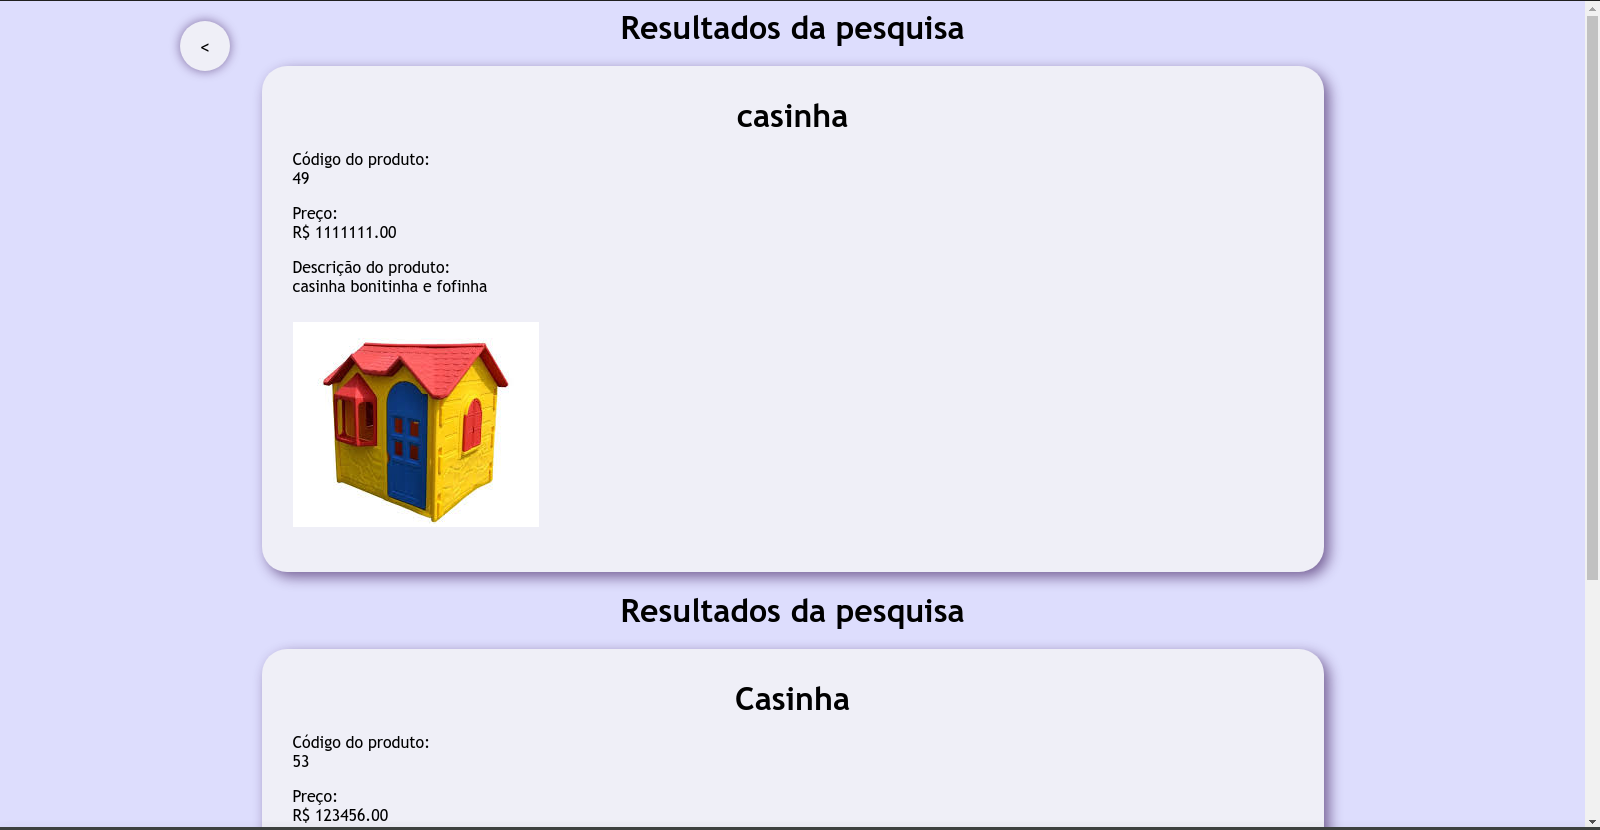 Resultados da pesquisa
<
casinha
Código do produto:
49
Preço:
R$ 1111111.00
Descrição do produto:
casinha bonitinha e fofinha
Resultados da pesquisa
Casinha
Código do produto:
53
Preço:
R$ 123456.00